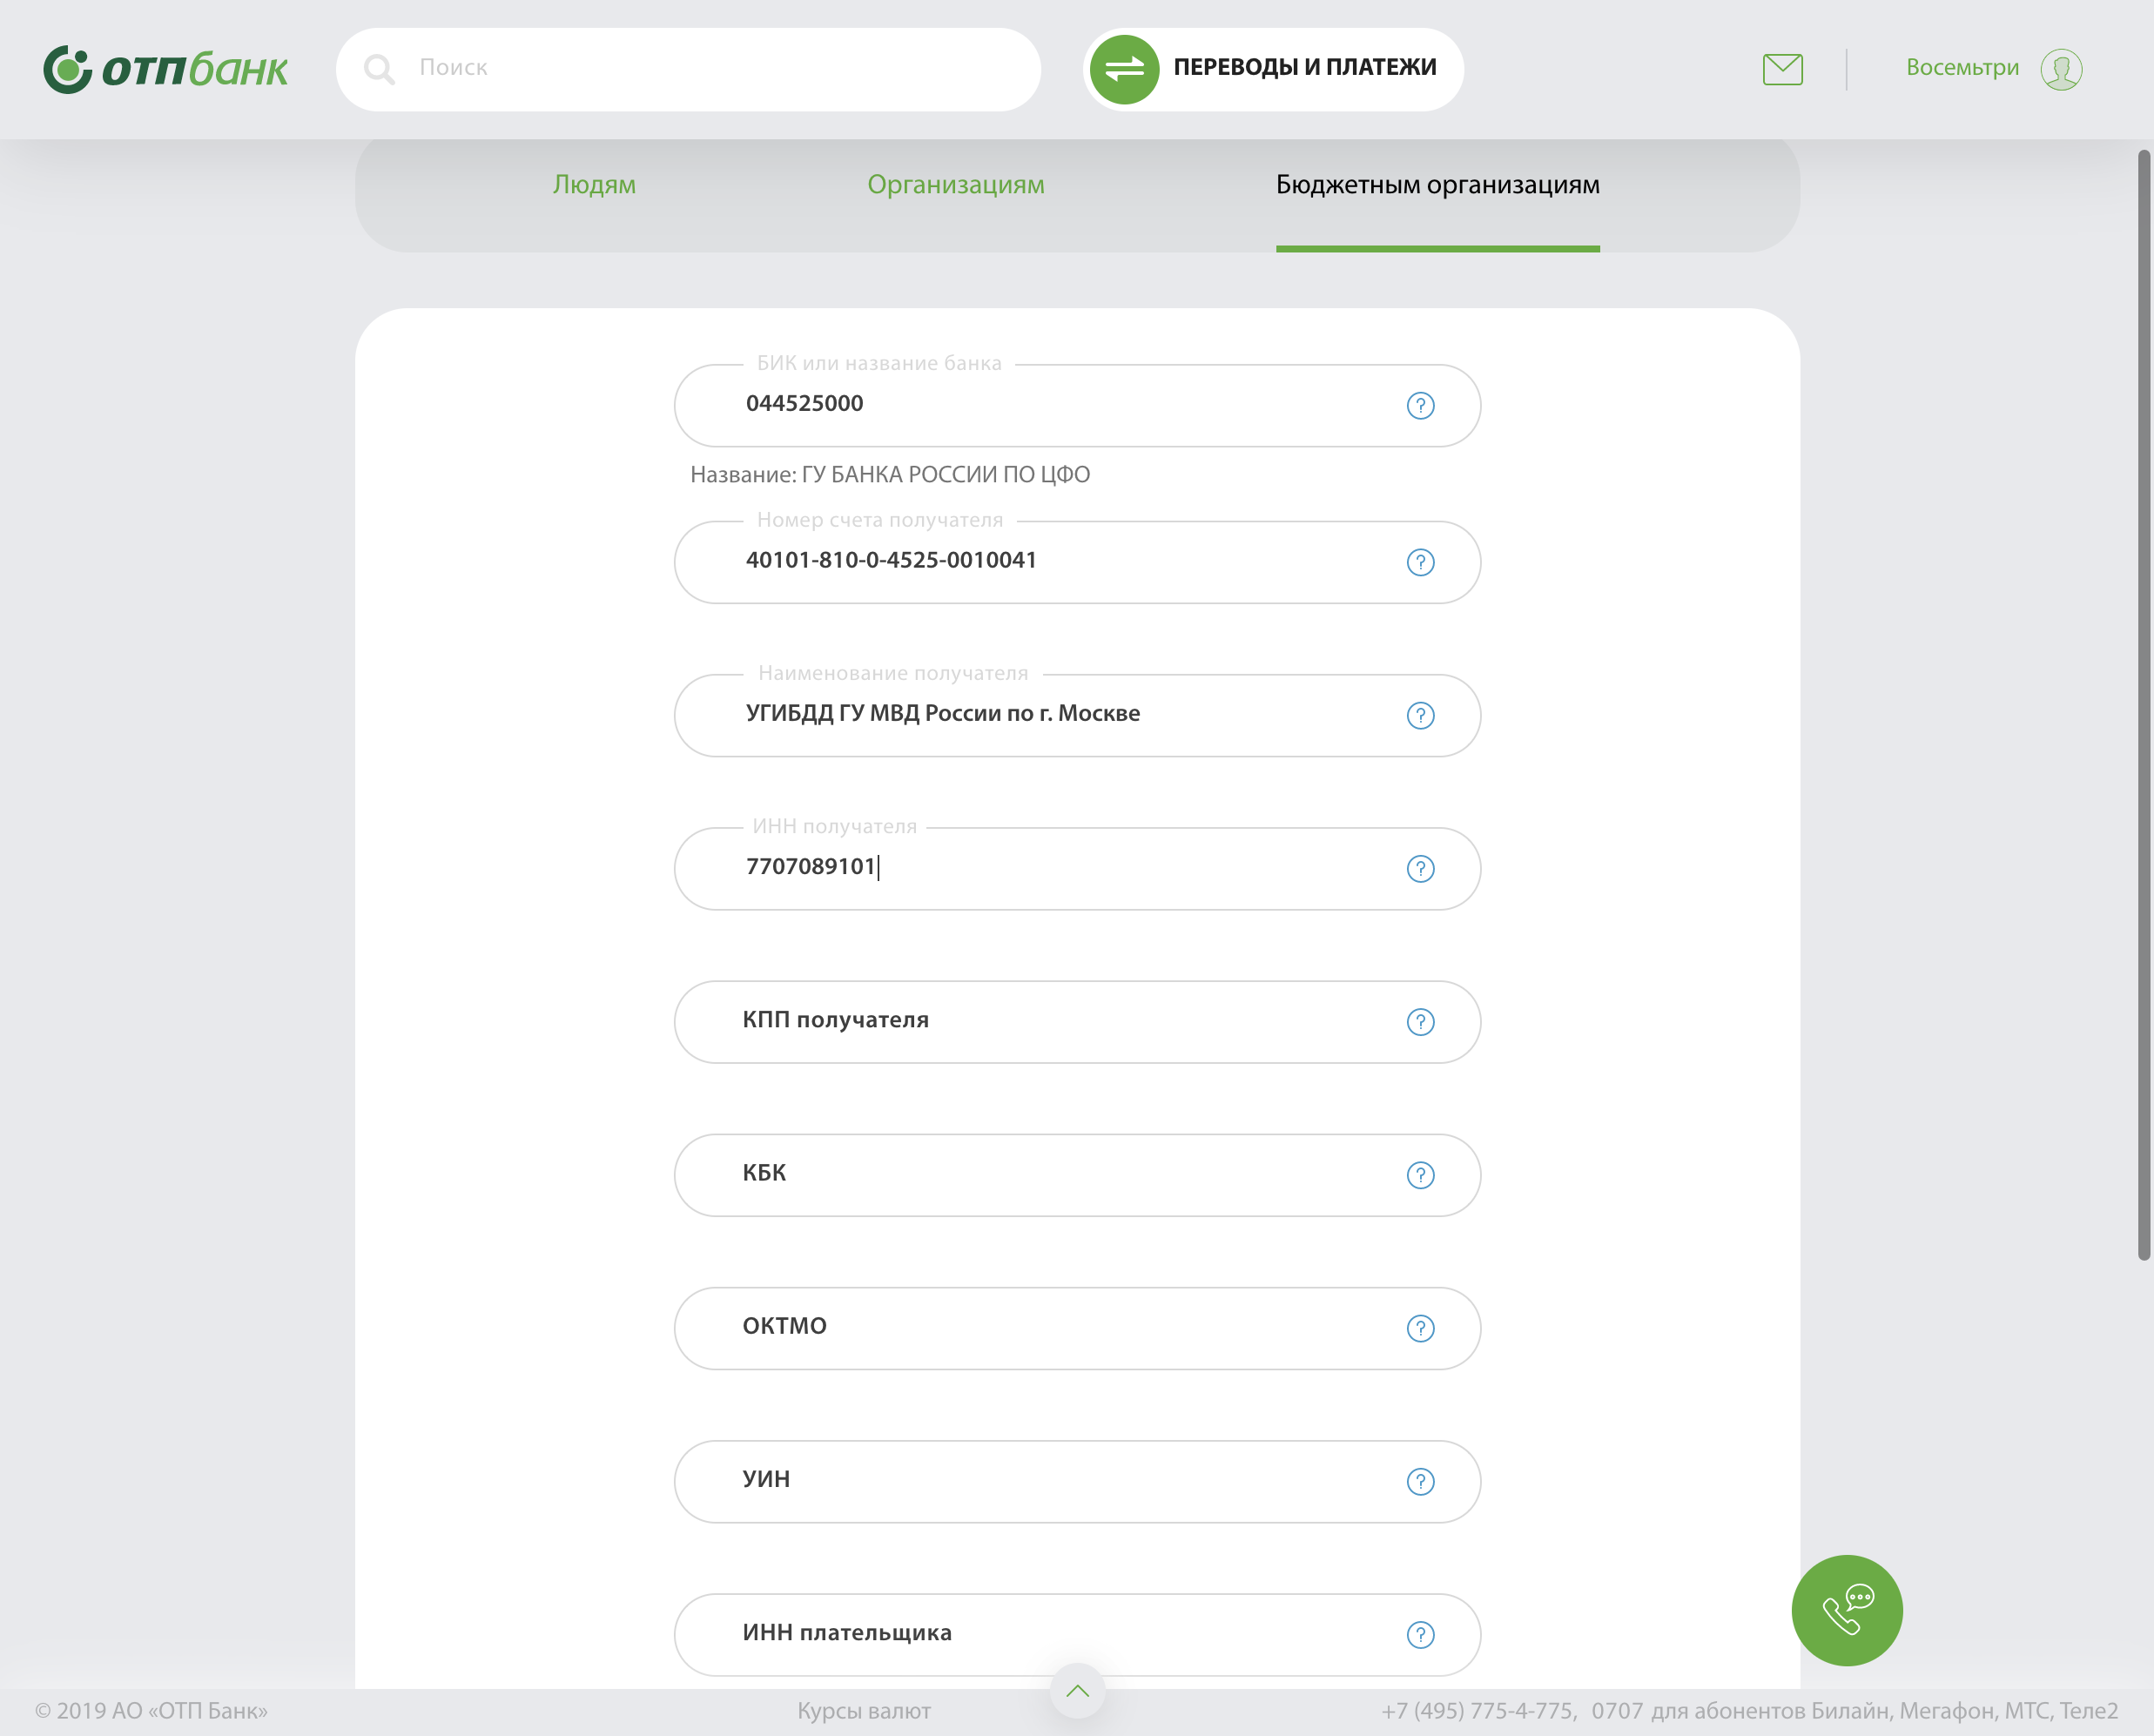 отпбанк
Поиск
ПЕРЕВОДЫ И ПЛАТЕЖИ
Восемьтри
Людям
Организациям
Бюджетным организациям
БИК или название банка
044525000
Название: ГУ БАНКА РОССИИ ПО ЦФО
Номер счета получателя
40101-810-0-4525-0010041
Наименование получателя
УГИБДД ГУ МВД России по г. Москве
ИНН получателя
7707089101
КПП получателя
КБК
ОКТМО
УИН
ИНН плательщика
© 2019 АО «ОТП Банк»
Курсы валют
+7 (495) 775-4-775, 0707 для абонентов Билайн, Мегафон, МТС, Теле2